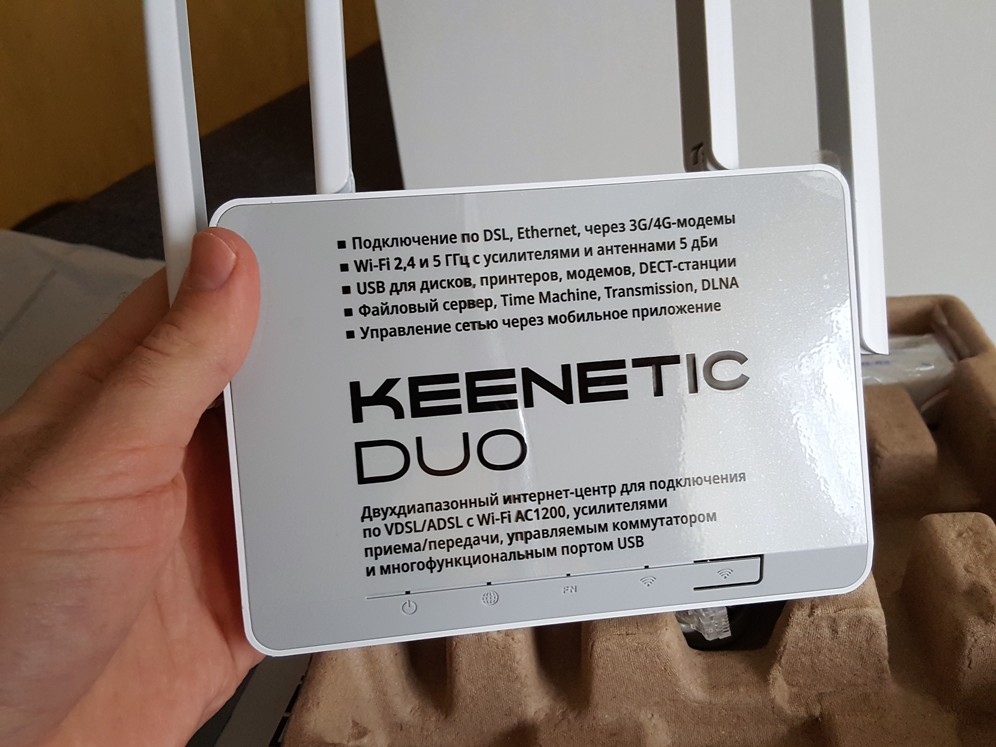 ▪ Подключение по DSL, Ethernet, через 3G/4G-модемы
▪ Wi-Fi 2,4 и 5 ГГц с усилителями и антеннами 5 дБи
▪ USB для дисков, принтеров, модемов, DECT-станции
▪ Файловый сервер, Time Machine, Transmission, DLNA
▪ Управление сетью через мобильное приложение
KEENETIC
DUO
Двухдиапазонный интернет-центр для подключения
по VDSL/ADSL с Wi-Fi AC1200, усилителями
приема/передачи, управляемым коммутатором
и многофункциональным портом USB
FN